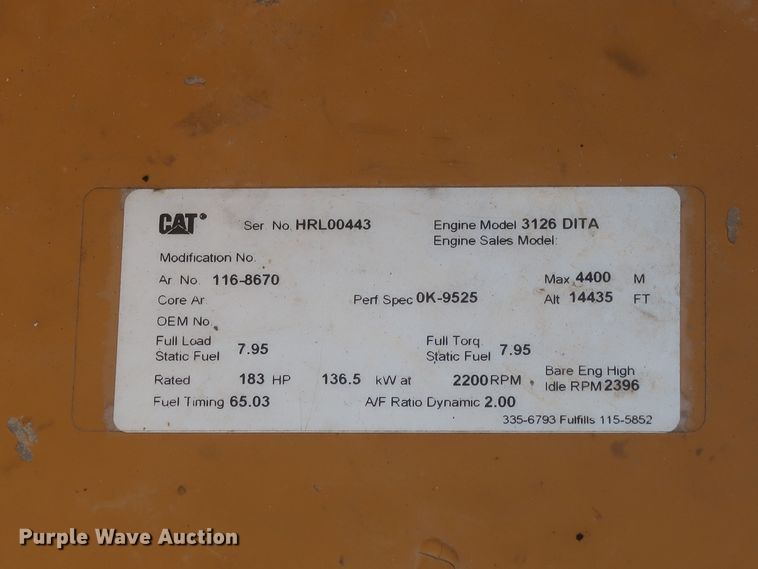 CAT® Ser. No. HRL00443 Engine Model 3126 DITA
Engine Sales Model:
Modification No.
Ar No. 116-8670 Max 4400 M
Core Ar. Perf Spec 0K-9525 Alt 14435 FT
OEM No.
Full Load Static Fuel 7.95 Full Torq Static Fuel 7.95
Rated 183 HP 136.5 kW at 2200 RPM Bare Eng High Idle RPM 2396
Fuel Timing 65.03 A/F Ratio Dynamic 2.00
335-6793 Fulfills 115-5852
Purple Wave Auction